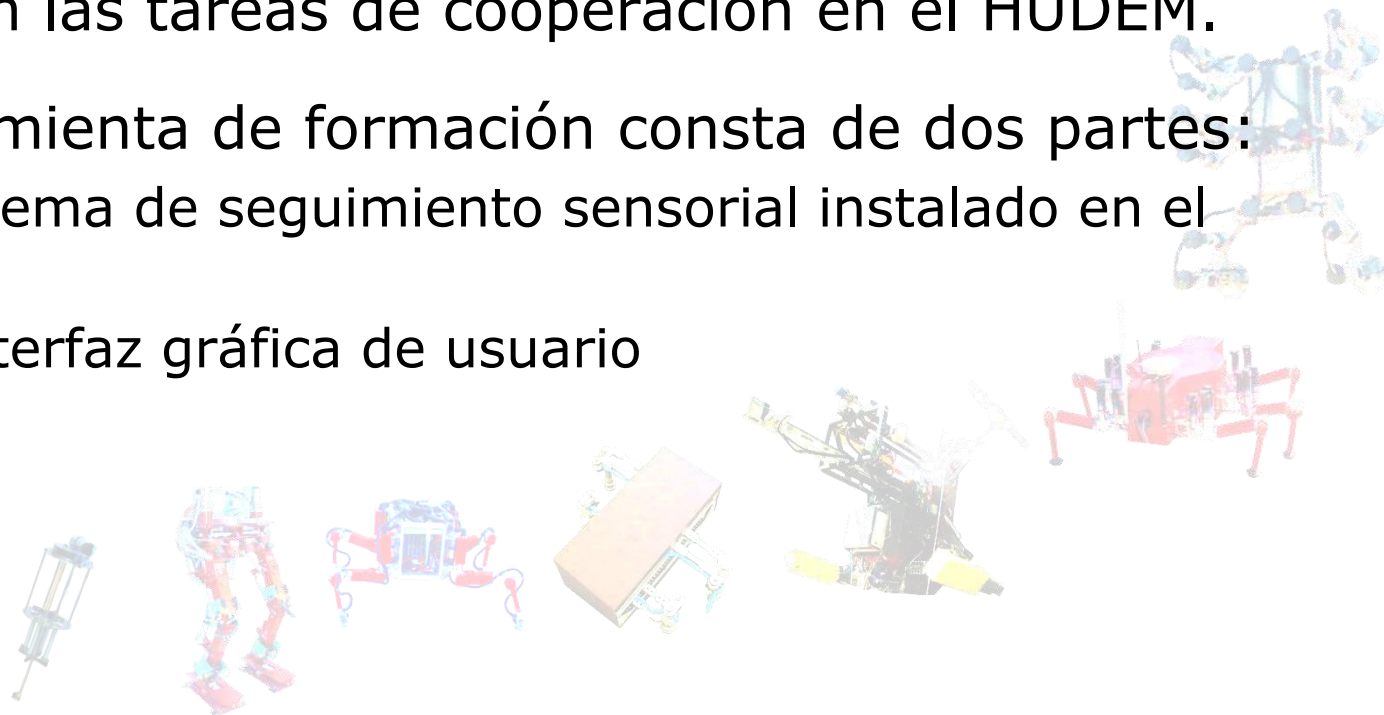 n las tareas de cooperación en el HUDEM.
mienta de formación consta de dos partes:
ema de seguimiento sensorial instalado en el
terfaz gráfica de usuario